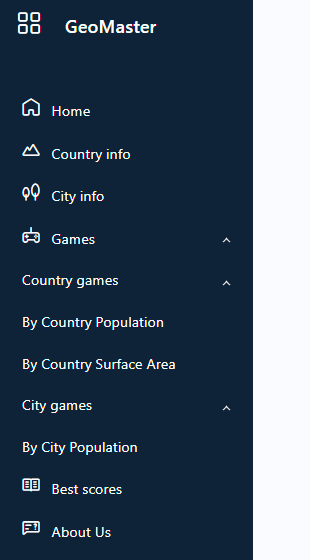 GeoMaster
Home
Country info
City info
Games
Country games
By Country Population
By Country Surface Area
City games
By City Population
Best scores
About Us